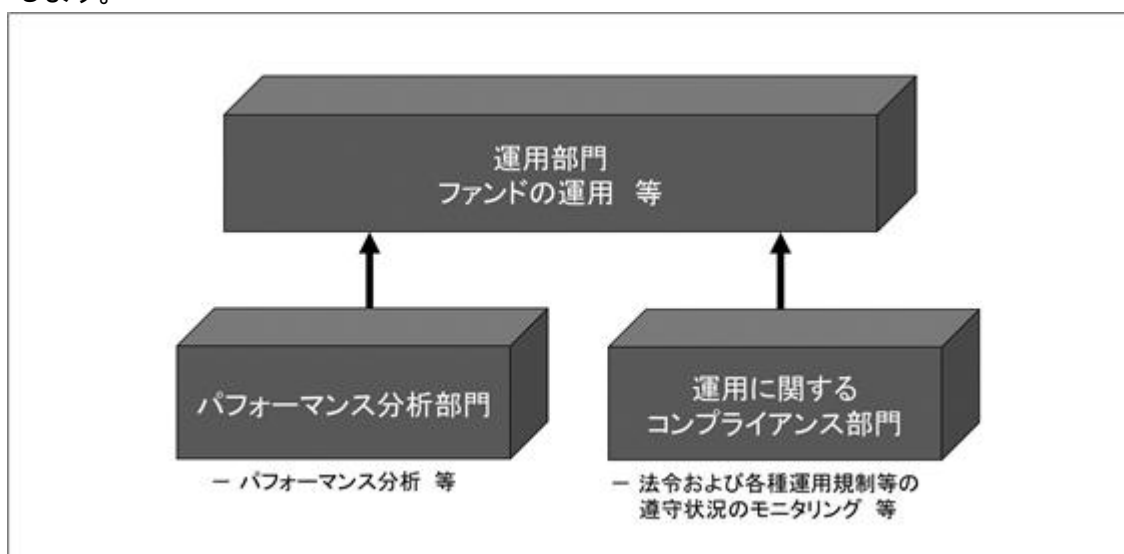 します。
運用部門
ファンドの運用 等
パフォーマンス分析部門
運用に関する
コンプライアンス部門
－ パフォーマンス分析 等
－ 法令および各種運用規制等の
遵守状況のモニタリング 等